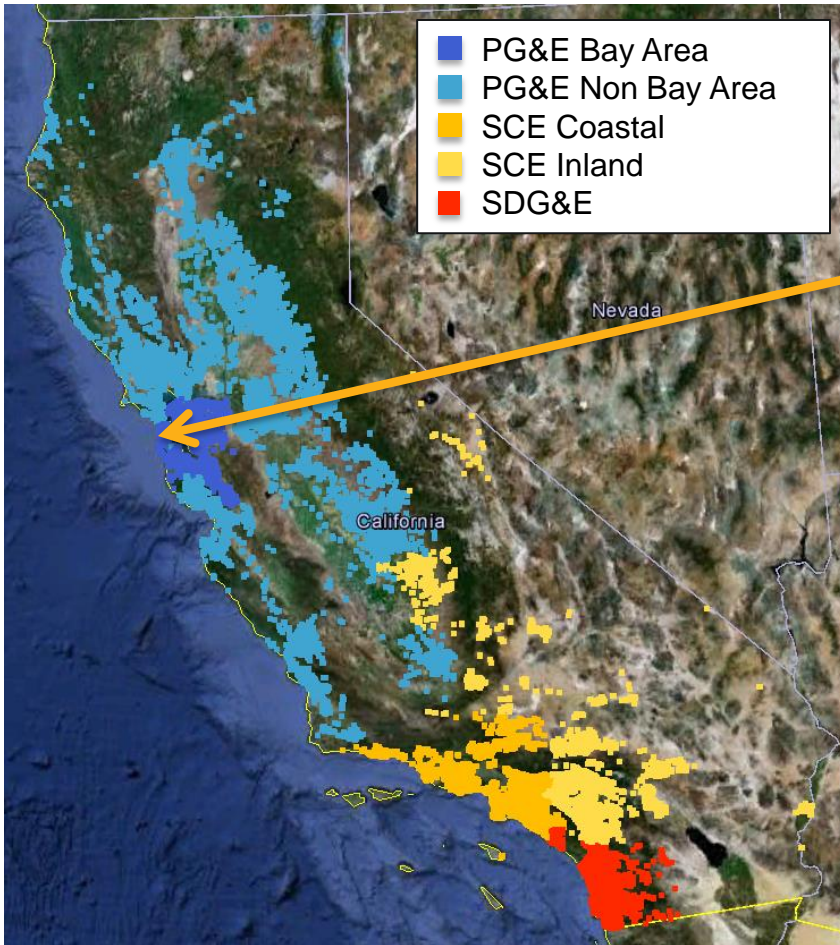 PG&E Bay Area
PG&E Non Bay Area
SCE Coastal
SCE Inland
SDG&E
Nevada
California